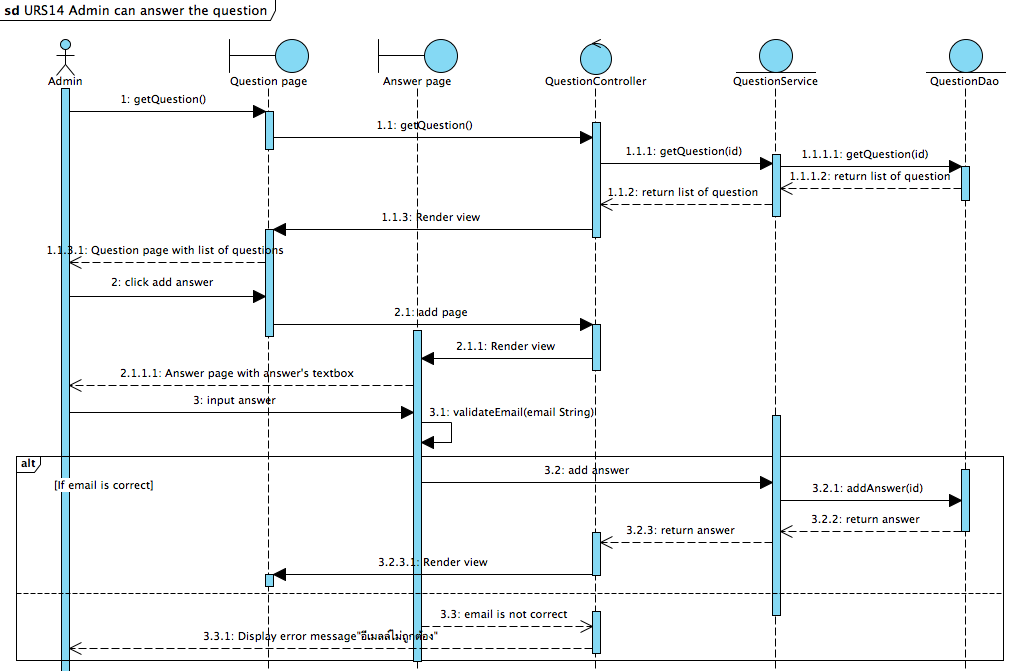 sd URS14 Admin can answer the question
Admin
Question page
Answer page
QuestionController
QuestionService
QuestionDao
1: getQuestion()
1.1: getQuestion()
1.1.1: getQuestion(id)
1.1.1.1: getQuestion(id)
1.1.1.2: return list of question
1.1.2: return list of question
1.1.3: Render view
1.1.3.1: Question page with list of questions
2: click add answer
2.1: add page
2.1.1: Render view
2.1.1.1: Answer page with answer's textbox
3: input answer
3.1: validateEmail(email String)
alt
[If email is correct]
3.2: add answer
3.2.1: addAnswer(id)
3.2.2: return answer
3.2.3: return answer
3.2.3.1: Render view
3.3: email is not correct
3.3.1: Display error message"อีเมลล์ไม่ถูกต้อง"